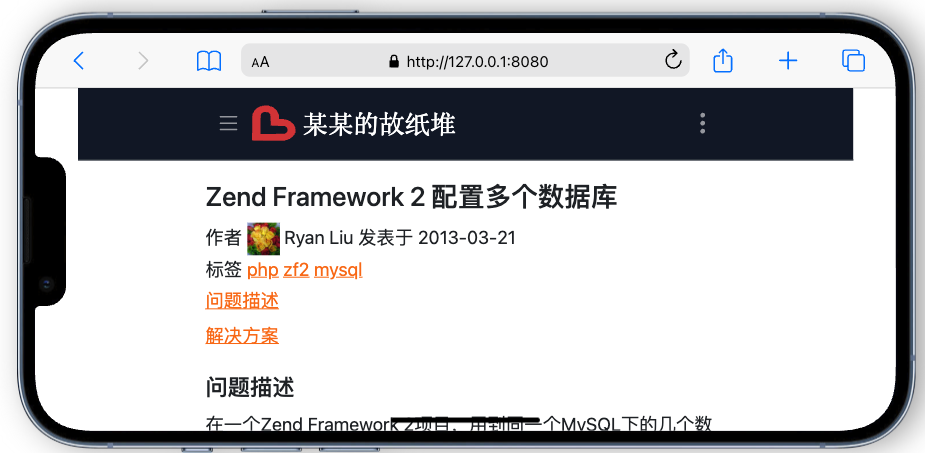 AA http://127.0.0.1:8080
某某的故纸堆
Zend Framework 2 配置多个数据库
作者 Ryan Liu 发表于 2013-03-21
标签 php zf2 mysql
问题描述
解决方案
问题描述
在一个Zend Framework 2项目，用到同一个MySQL下的几个数